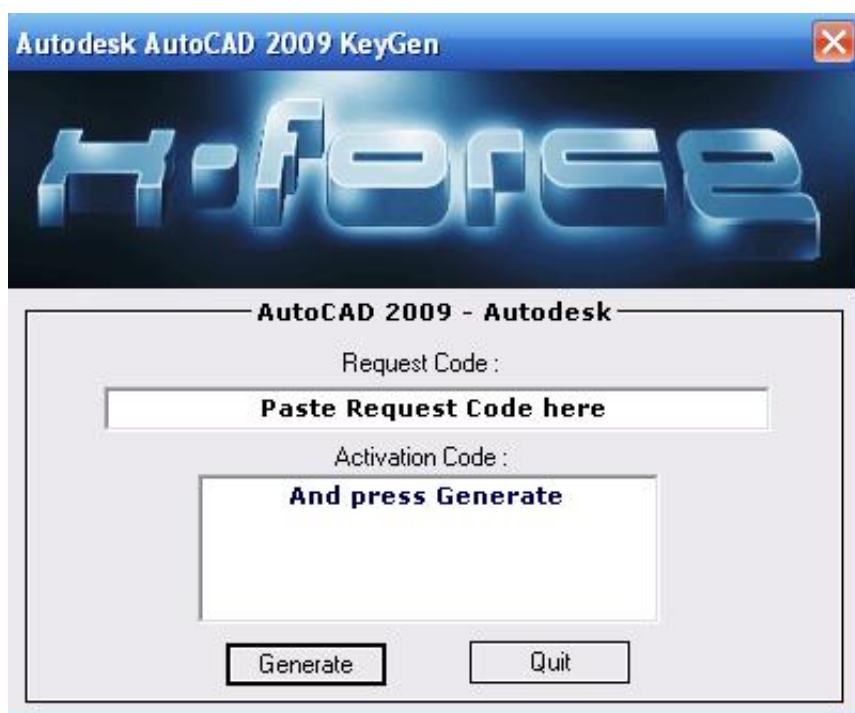 Autodesk AutoCAD 2009 KeyGen
X-force
AutoCAD 2009 - Autodesk
Request Code :
Paste Request Code here
Activation Code :
And press Generate
Generate Quit